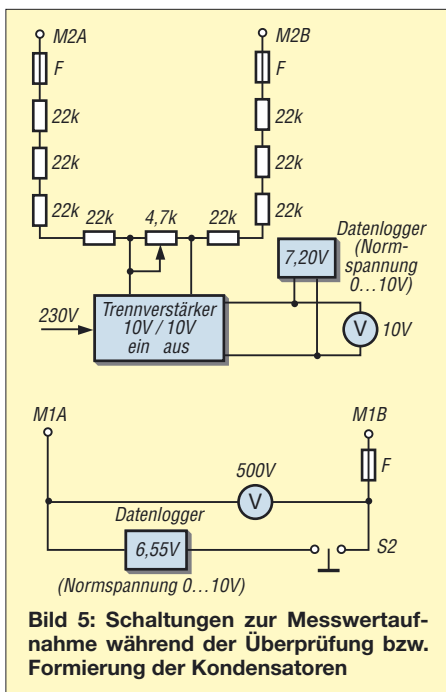 M2A
M2B
F
F
22k
22k
22k
22k
22k
22k
22k
4,7k
22k
Datenlogger
(Norm-
spannung
0...10V)
7,20V
230V
Trennverstärker
10V / 10V
ein aus
V
10V
M1A
M1B
500V
F
V
Datenlogger
6,55V
S2
(Normspannung 0...10V)
Bild 5: Schaltungen zur Messwertauf-
nahme während der Überprüfung bzw.
Formierung der Kondensatoren